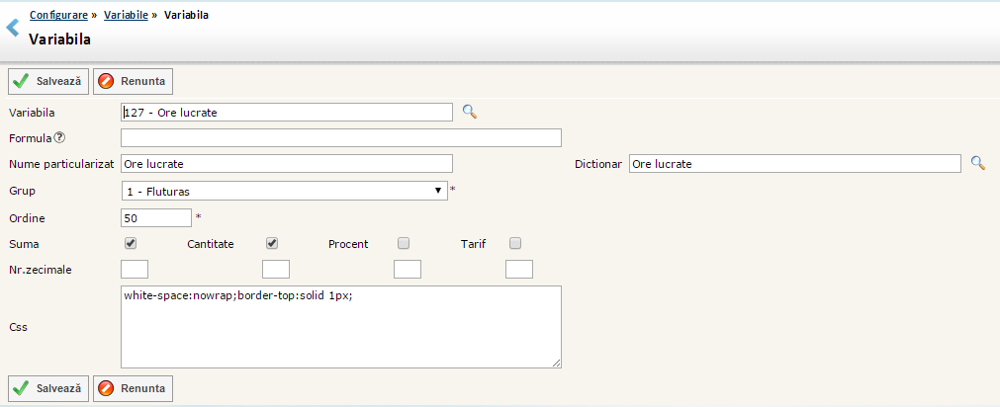 Configurare » Variabile » Variabila
Variabila
Salvează Renunta
Variabila 127 - Ore lucrate
Formula ?
Nume particularizat Ore lucrate Dictionar Ore lucrate
Grup 1 - Fluturas *
Ordine 50 *
Suma Cantitate Procent Tarif
Nr.zecimale
Css white-space:nowrap;border-top:solid 1px;
Salvează Renunta